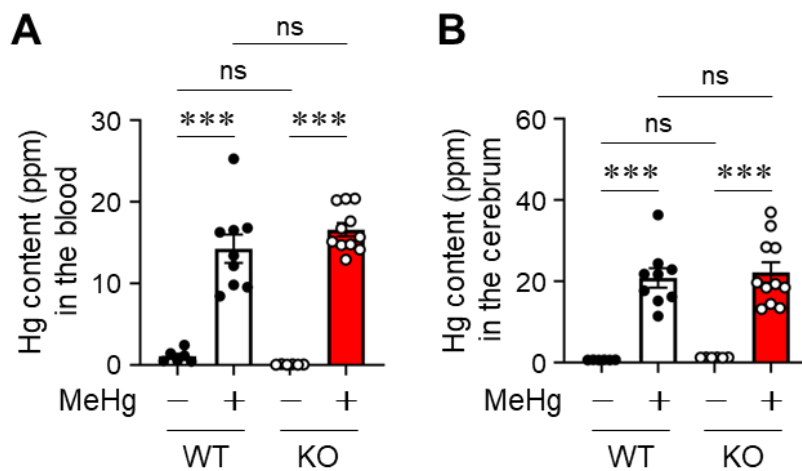 A
ns
ns
*** ***
Hg content (ppm)
in the blood
30
20
10
0
MeHg − + − +
WT KO
B
ns
ns
*** ***
Hg content (ppm)
in the cerebrum
60
40
20
0
MeHg − + − +
WT KO